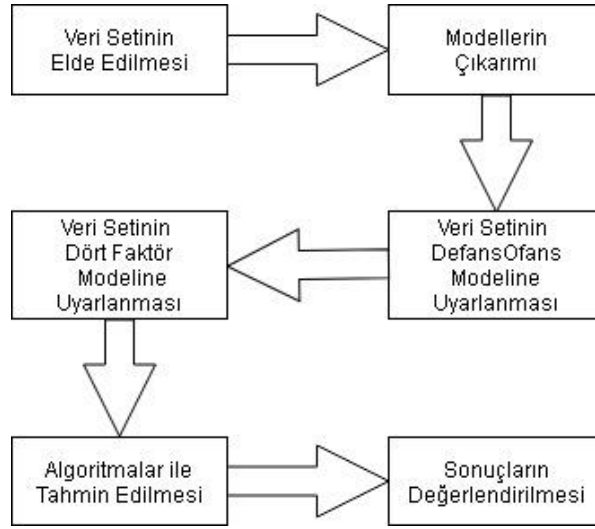 Veri Setinin
Elde Edilmesi
Modellerin
Çıkarımı
Veri Setinin
DefansOfans
Modeline
Uyarlanması
Veri Setinin
Dört Faktör
Modeline
Uyarlanması
Algoritmalar ile
Tahmin Edilmesi
Sonuçların
Değerlendirilmesi